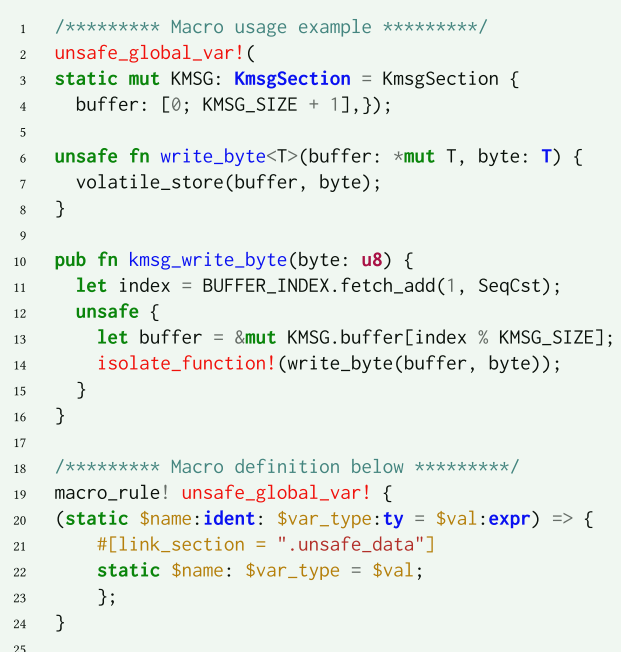 1 /********* Macro usage example *********/
2 unsafe_global_var!(
3 static mut KMSG: KmsgSection = KmsgSection {
4   buffer: [0; KMSG_SIZE + 1],});
5
6 unsafe fn write_byte<T>(buffer: *mut T, byte: T) {
7   volatile_store(buffer, byte);
8 }
9
10 pub fn kmsg_write_byte(byte: u8) {
11   let index = BUFFER_INDEX.fetch_add(1, SeqCst);
12   unsafe {
13     let buffer = &mut KMSG.buffer[index % KMSG_SIZE];
14     isolate_function!(write_byte(buffer, byte));
15   }
16 }
17
18 /********* Macro definition below *********/
19 macro_rule! unsafe_global_var! {
20 (static $name:ident: $var_type:ty = $val:expr) => {
21     #[link_section = ".unsafe_data"]
22     static $name: $var_type = $val;
23     };
24 }
25